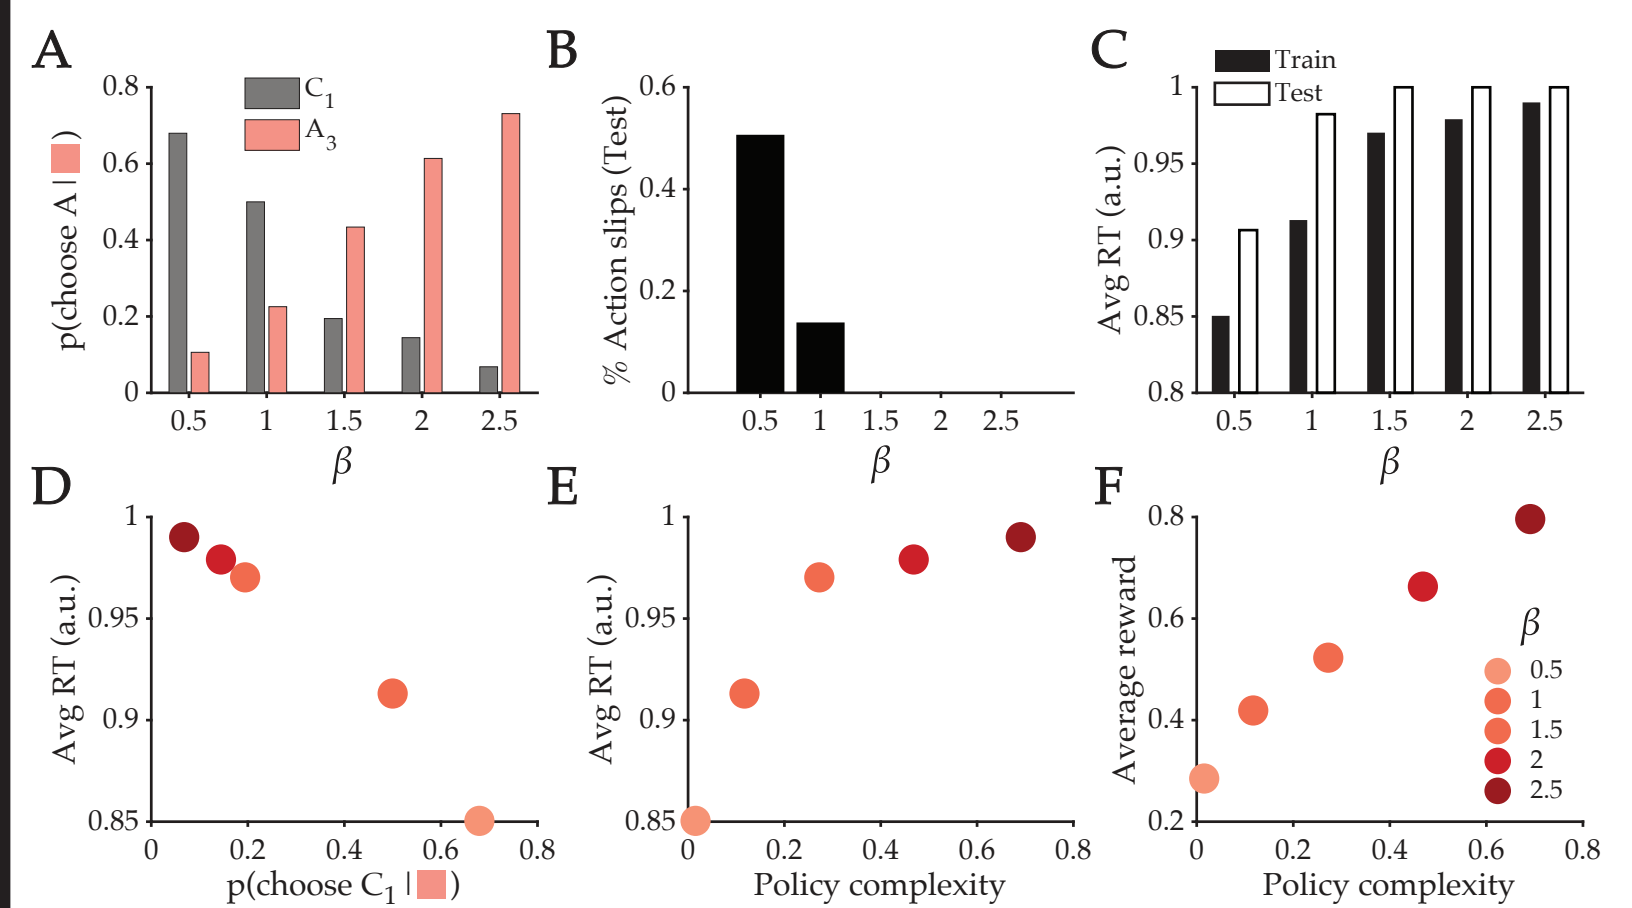 A
0.8
0.6
0.4
0.2
0
p(choose A | )
C1
A3
0.5 1 1.5 2 2.5
β
B
0.6
0.4
0.2
0
% Action slips (Test)
0.5 1 1.5 2 2.5
β
C
Train
Test
1
0.95
0.9
0.85
0.8
Avg RT (a.u.)
0.5 1 1.5 2 2.5
β
D
1
0.95
0.9
0.85
Avg RT (a.u.)
0 0.2 0.4 0.6 0.8
p(choose C1 | )
E
1
0.95
0.9
0.85
Avg RT (a.u.)
0 0.2 0.4 0.6 0.8
Policy complexity
F
0.8
0.6
0.4
0.2
Average reward
β
0.5
1
1.5
2
2.5
0 0.2 0.4 0.6 0.8
Policy complexity